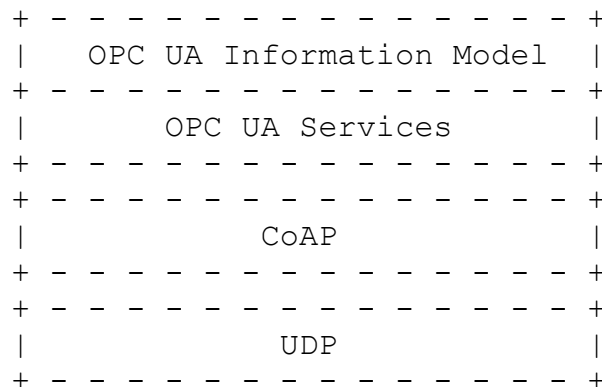 + - - - - - - - - - - - - - - +
|   OPC UA Information Model  |
+ - - - - - - - - - - - - - - +
|       OPC UA Services       |
+ - - - - - - - - - - - - - - +
+ - - - - - - - - - - - - - - +
|            CoAP             |
+ - - - - - - - - - - - - - - +
+ - - - - - - - - - - - - - - +
|             UDP             |
+ - - - - - - - - - - - - - - +